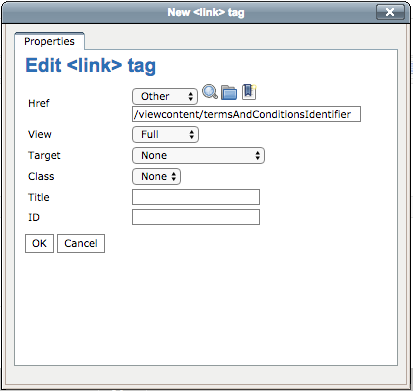 New <link> tag
Properties
Edit <link> tag
Href Other
/viewcontent/termsAndConditionsIdentifier
View Full
Target None
Class None
Title
ID
OK Cancel